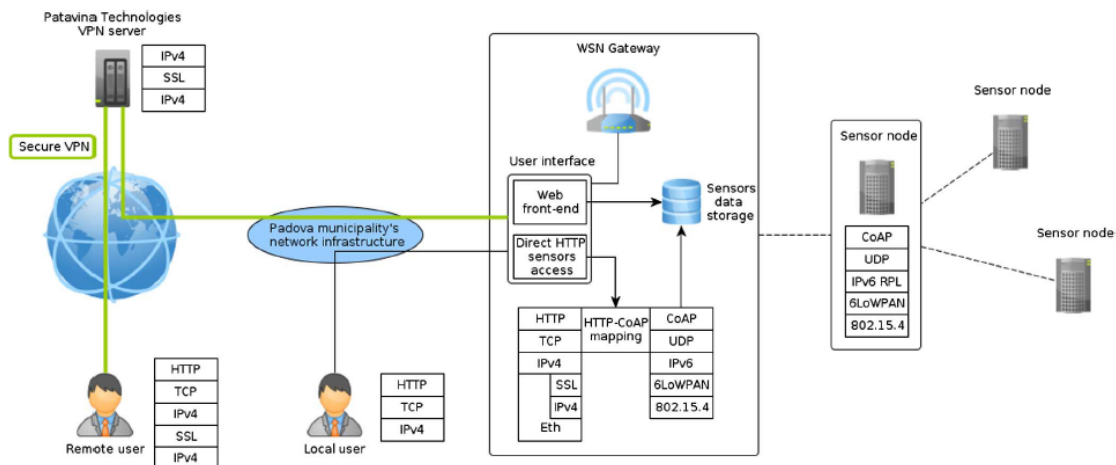 Patavina Technologies
VPN server
IPv4
SSL
IPv4
Secure VPN
Remote user
HTTP
TCP
IPv4
SSL
IPv4
Padova municipality's
network infrastructure
Local user
HTTP
TCP
IPv4
WSN Gateway
User interface
Web
front-end
Direct HTTP
sensors
access
Sensors
data
storage
HTTP
TCP
IPv4
SSL
IPv4
Eth
HTTP-CoAP
mapping
CoAP
UDP
IPv6
6LoWPAN
802.15.4
Sensor node
CoAP
UDP
IPv6 RPL
6LoWPAN
802.15.4
Sensor node
Sensor node